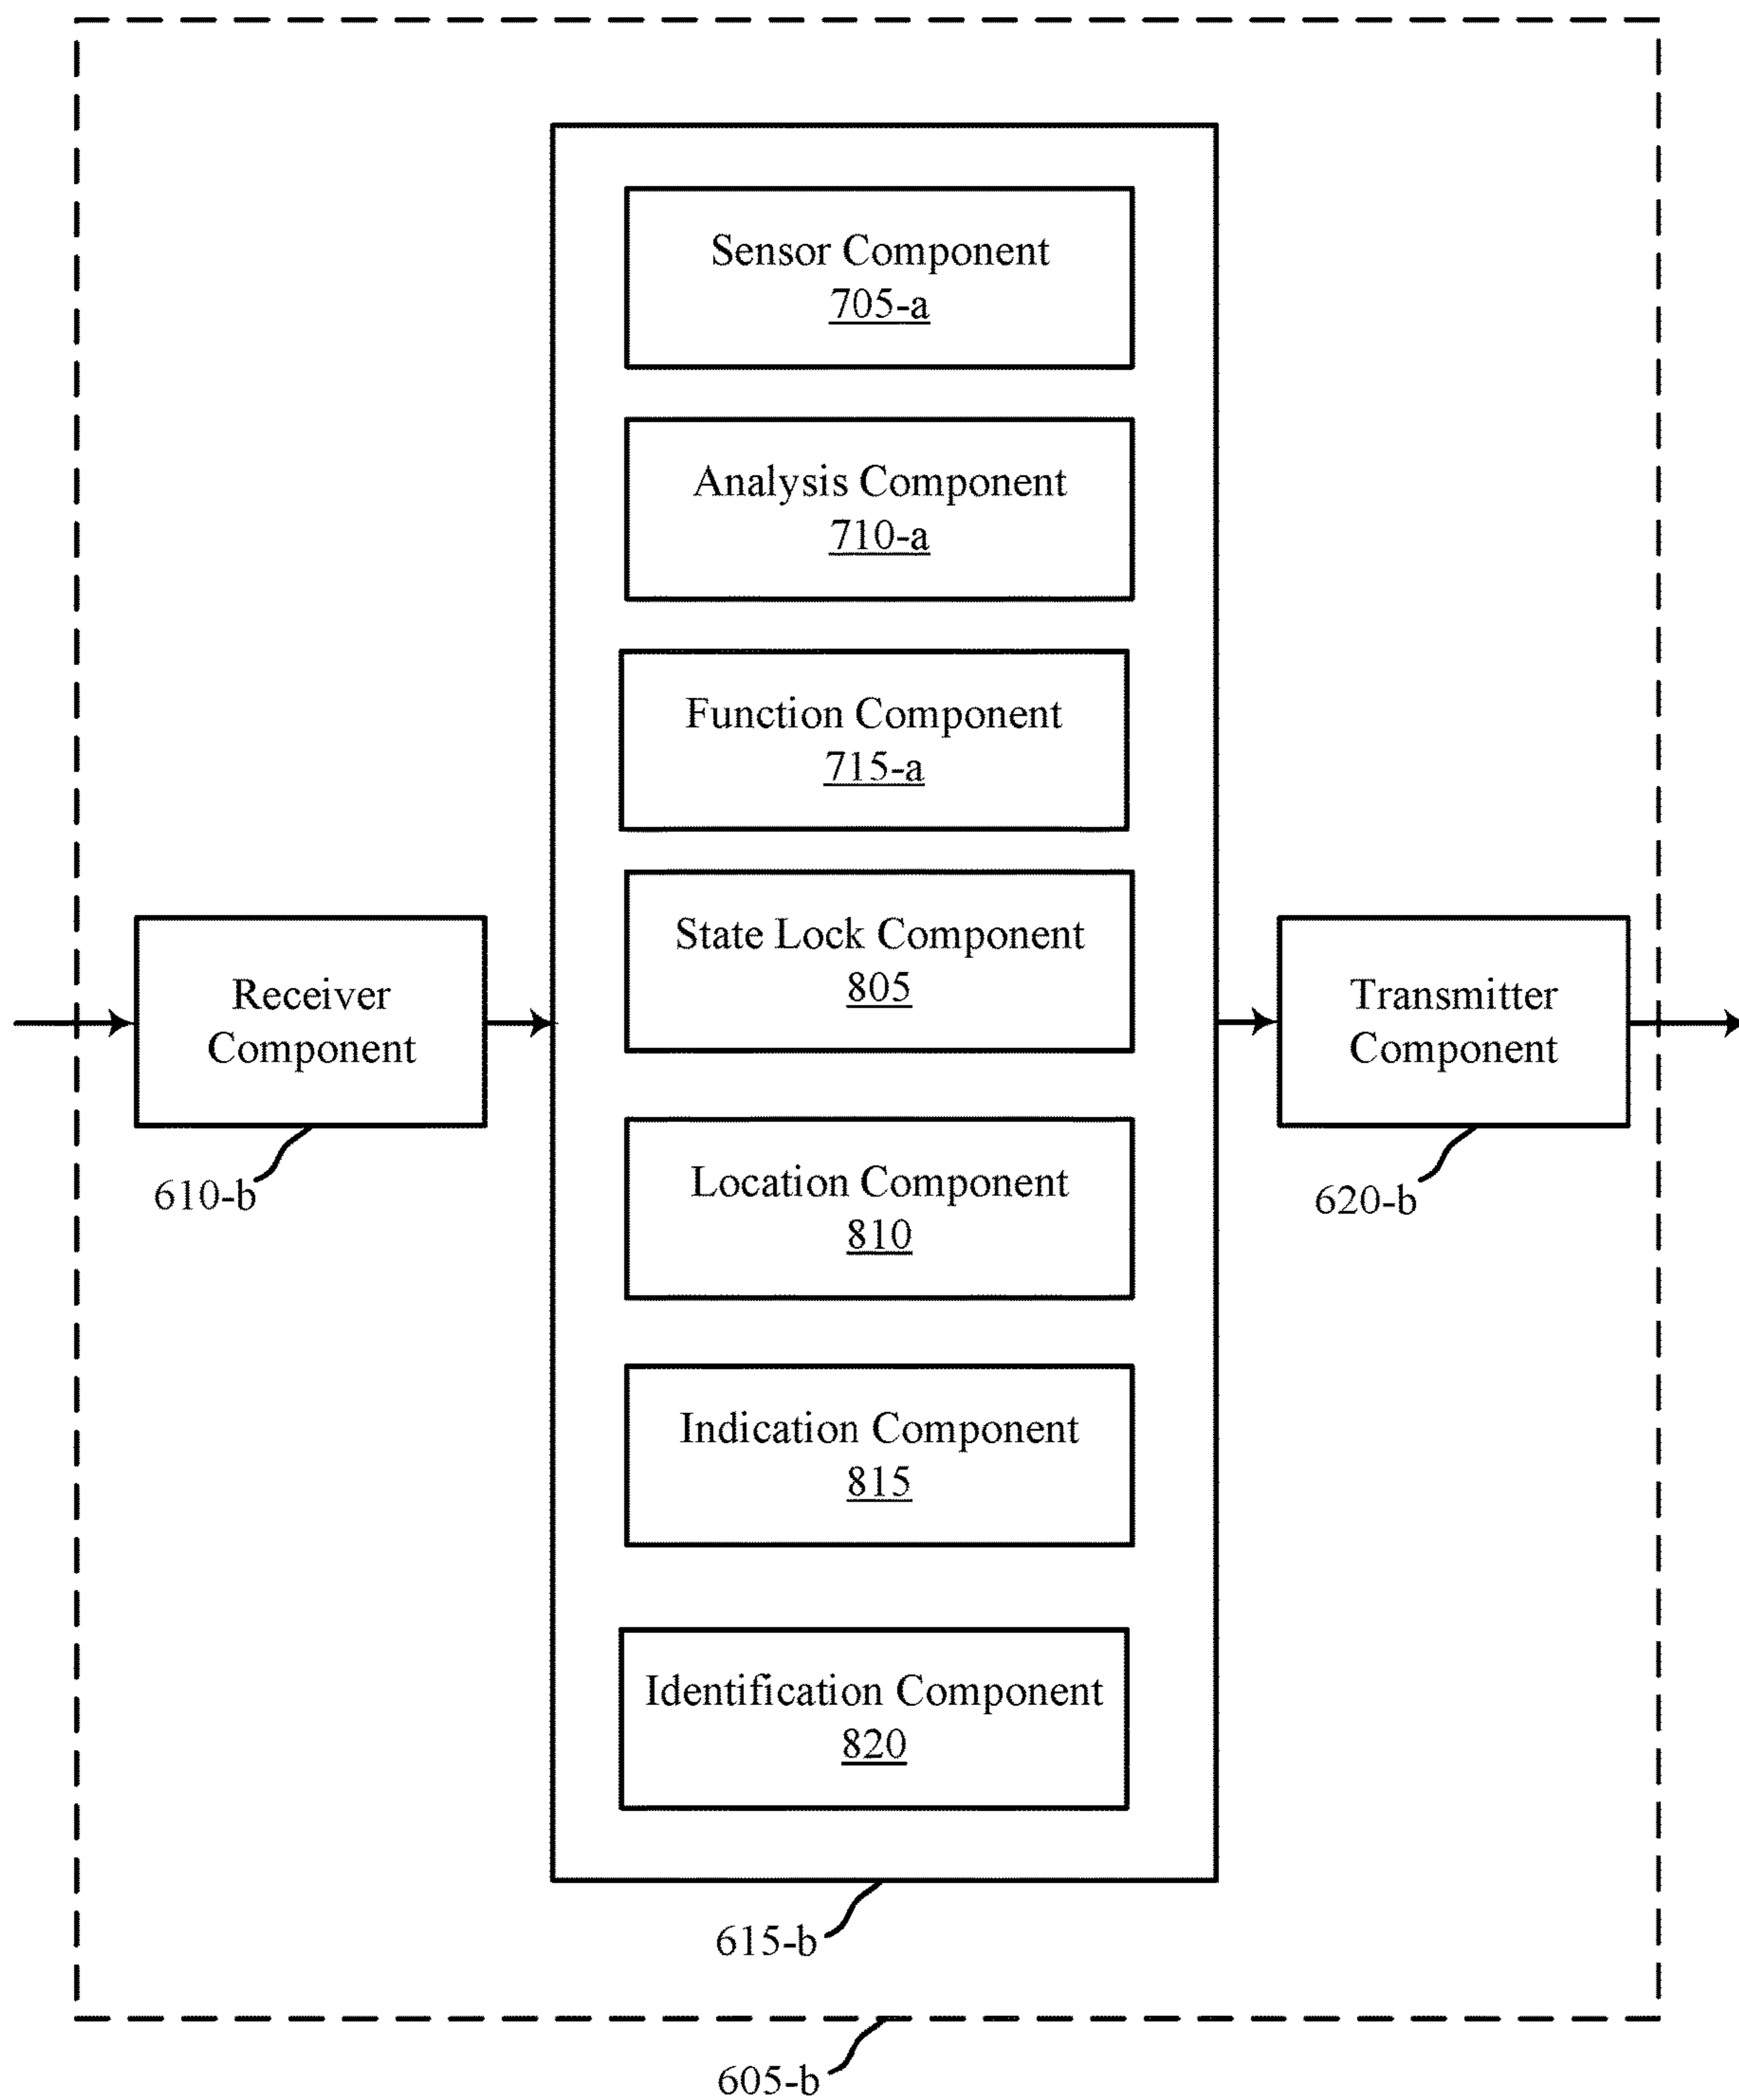 Sensor Component
705-a
Analysis Component
710-a
Function Component
715-a
State Lock Component
805
Receiver
Component
610-b
Transmitter
Component
620-b
Location Component
810
Indication Component
815
Identification Component
820
615-b
605-b